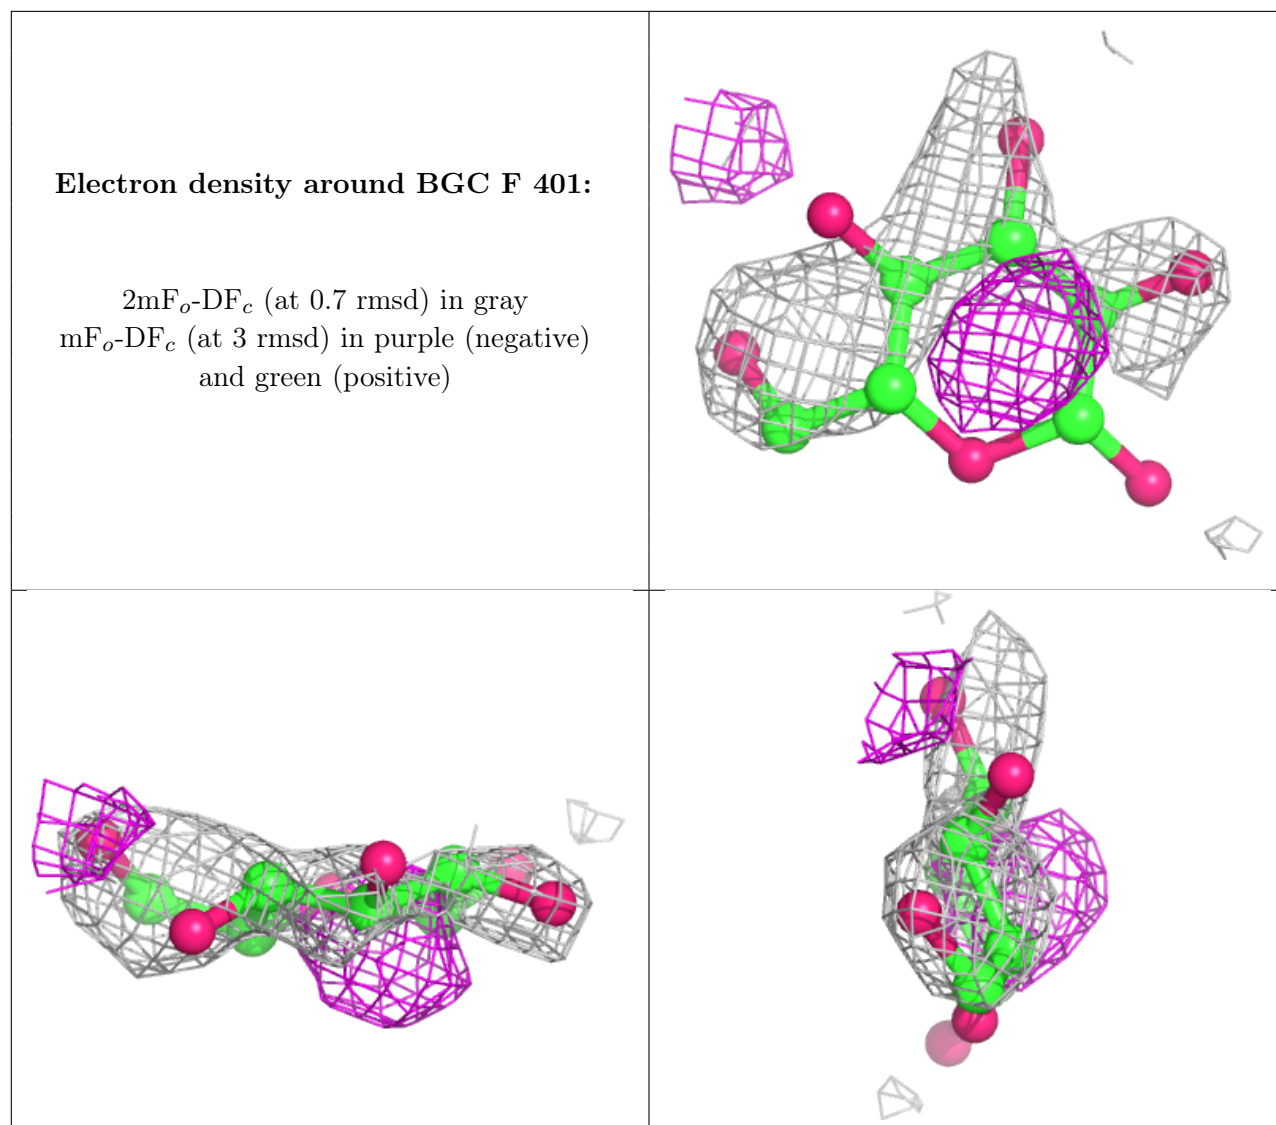 Electron density around BGC F 401:
2mFo-DFc (at 0.7 rmsd) in gray
mFo-DFc (at 3 rmsd) in purple (negative)
and green (positive)